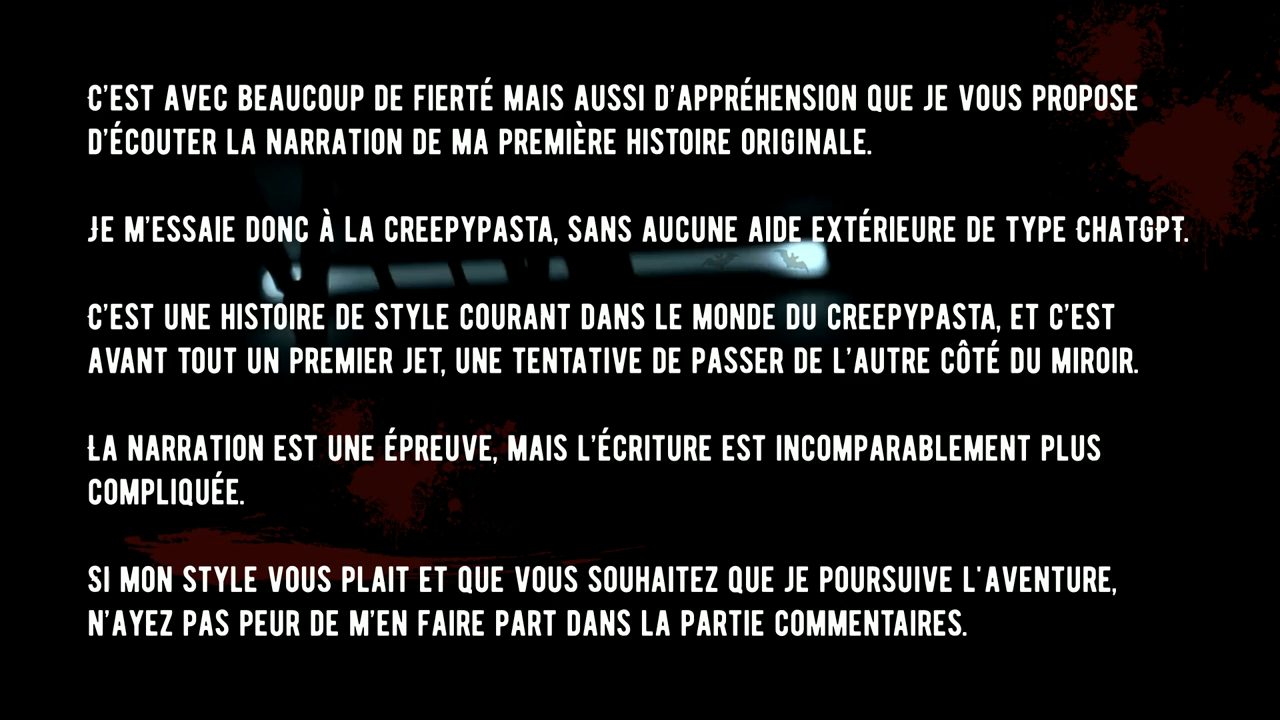 C'EST AVEC BEAUCOUP DE FIERTÉ MAIS AUSSI D'APPRÉHENSION QUE JE VOUS PROPOSE
D'ÉCOUTER LA NARRATION DE MA PREMIÈRE HISTOIRE ORIGINALE.
JE M'ESSAIE DONC À LA CREEPYPASTA, SANS AUCUNE AIDE EXTÉRIEURE DE TYPE CHATGPT.
C'EST UNE HISTOIRE DE STYLE COURANT DANS LE MONDE DU CREEPYPASTA, ET C'EST
AVANT TOUT UN PREMIER JET, UNE TENTATIVE DE PASSER DE L'AUTRE CÔTÉ DU MIROIR.
LA NARRATION EST UNE ÉPREUVE, MAIS L'ÉCRITURE EST INCOMPARABLEMENT PLUS
COMPLIQUÉE.
SI MON STYLE VOUS PLAIT ET QUE VOUS SOUHAITEZ QUE JE POURSUIVE L'AVENTURE,
N'AYEZ PAS PEUR DE M'EN FAIRE PART DANS LA PARTIE COMMENTAIRES.